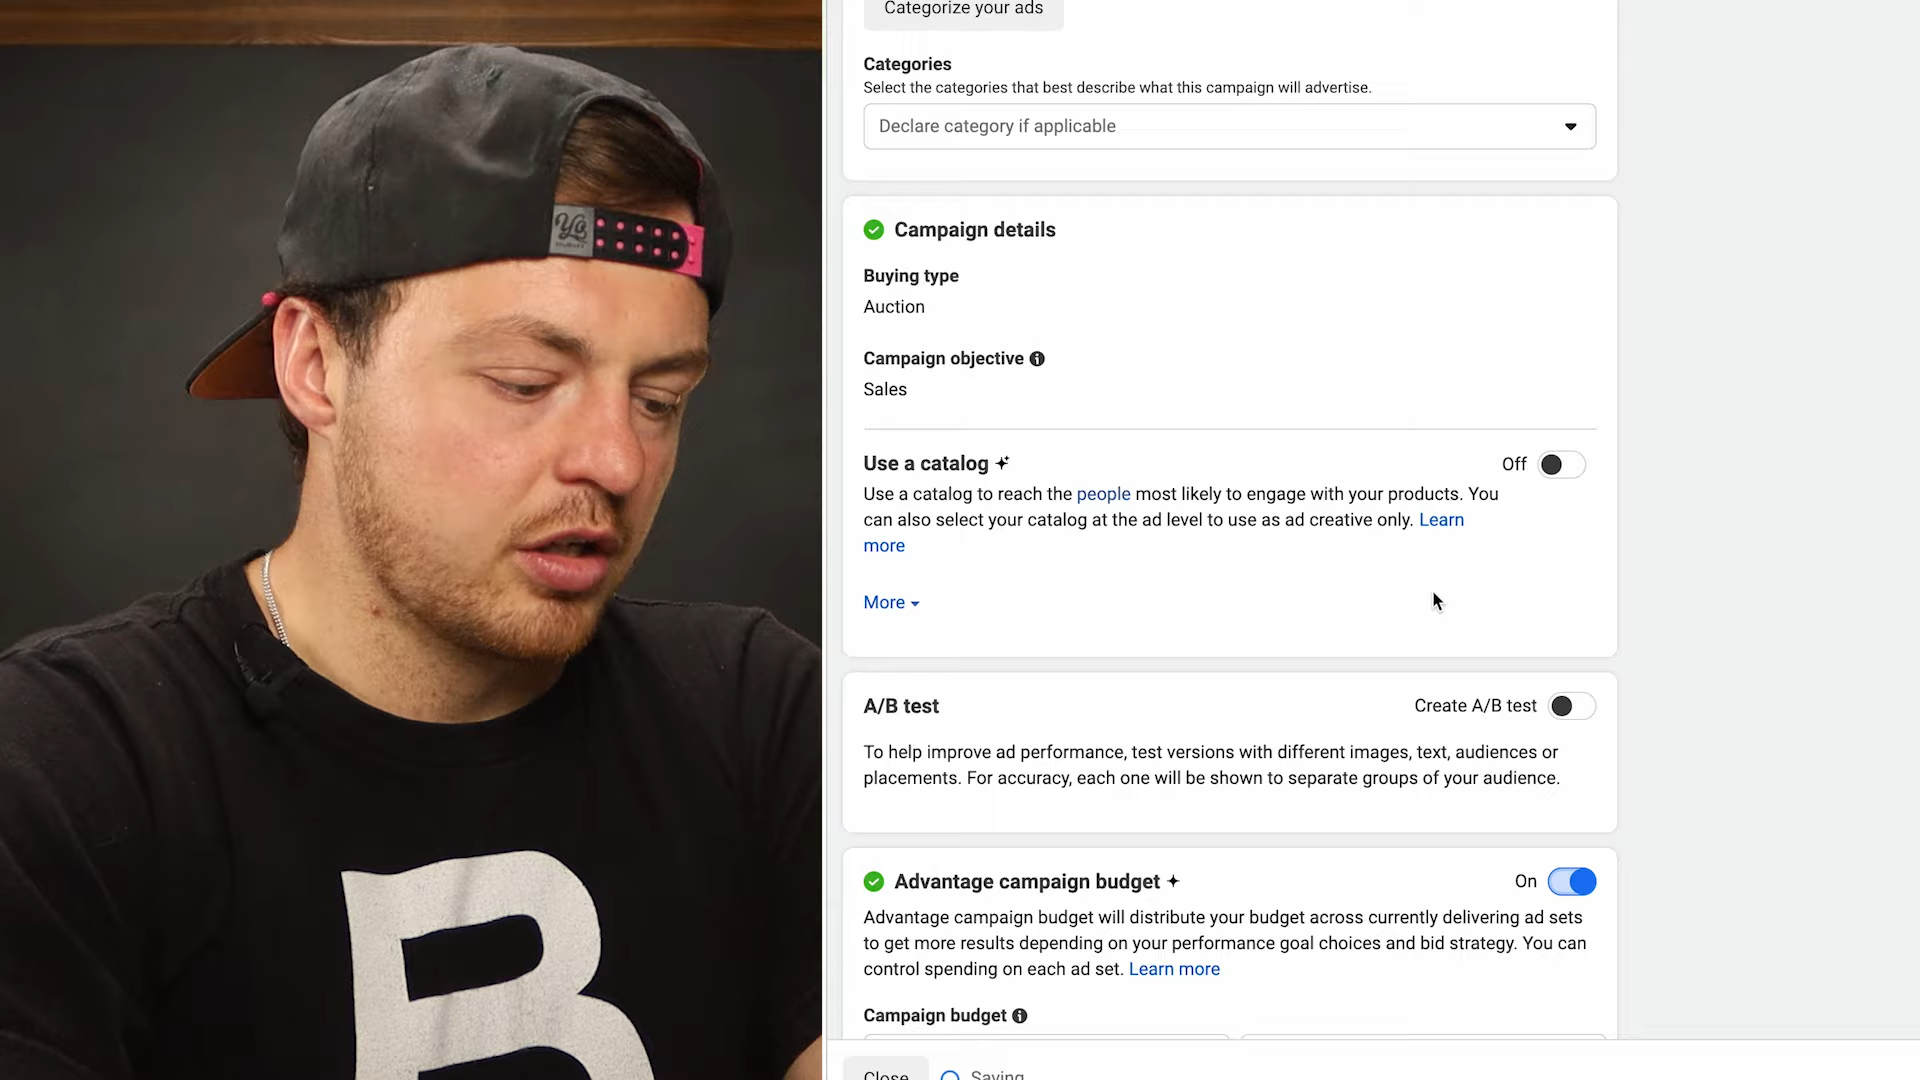 Categorize your ads
Categories
Select the categories that best describe what this campaign will advertise.
Declare category if applicable
Campaign details
Buying type
Auction
Campaign objective
Sales
Use a catalog
Off
Use a catalog to reach the people most likely to engage with your products. You
can also select your catalog at the ad level to use as ad creative only. Learn
more
More
A/B test
Create A/B test
To help improve ad performance, test versions with different images, text, audiences or
placements. For accuracy, each one will be shown to separate groups of your audience.
Advantage campaign budget
On
Advantage campaign budget will distribute your budget across currently delivering ad sets
to get more results depending on your performance goal choices and bid strategy. You can
control spending on each ad set. Learn more
Campaign budget
Close
Saving
Yo
B